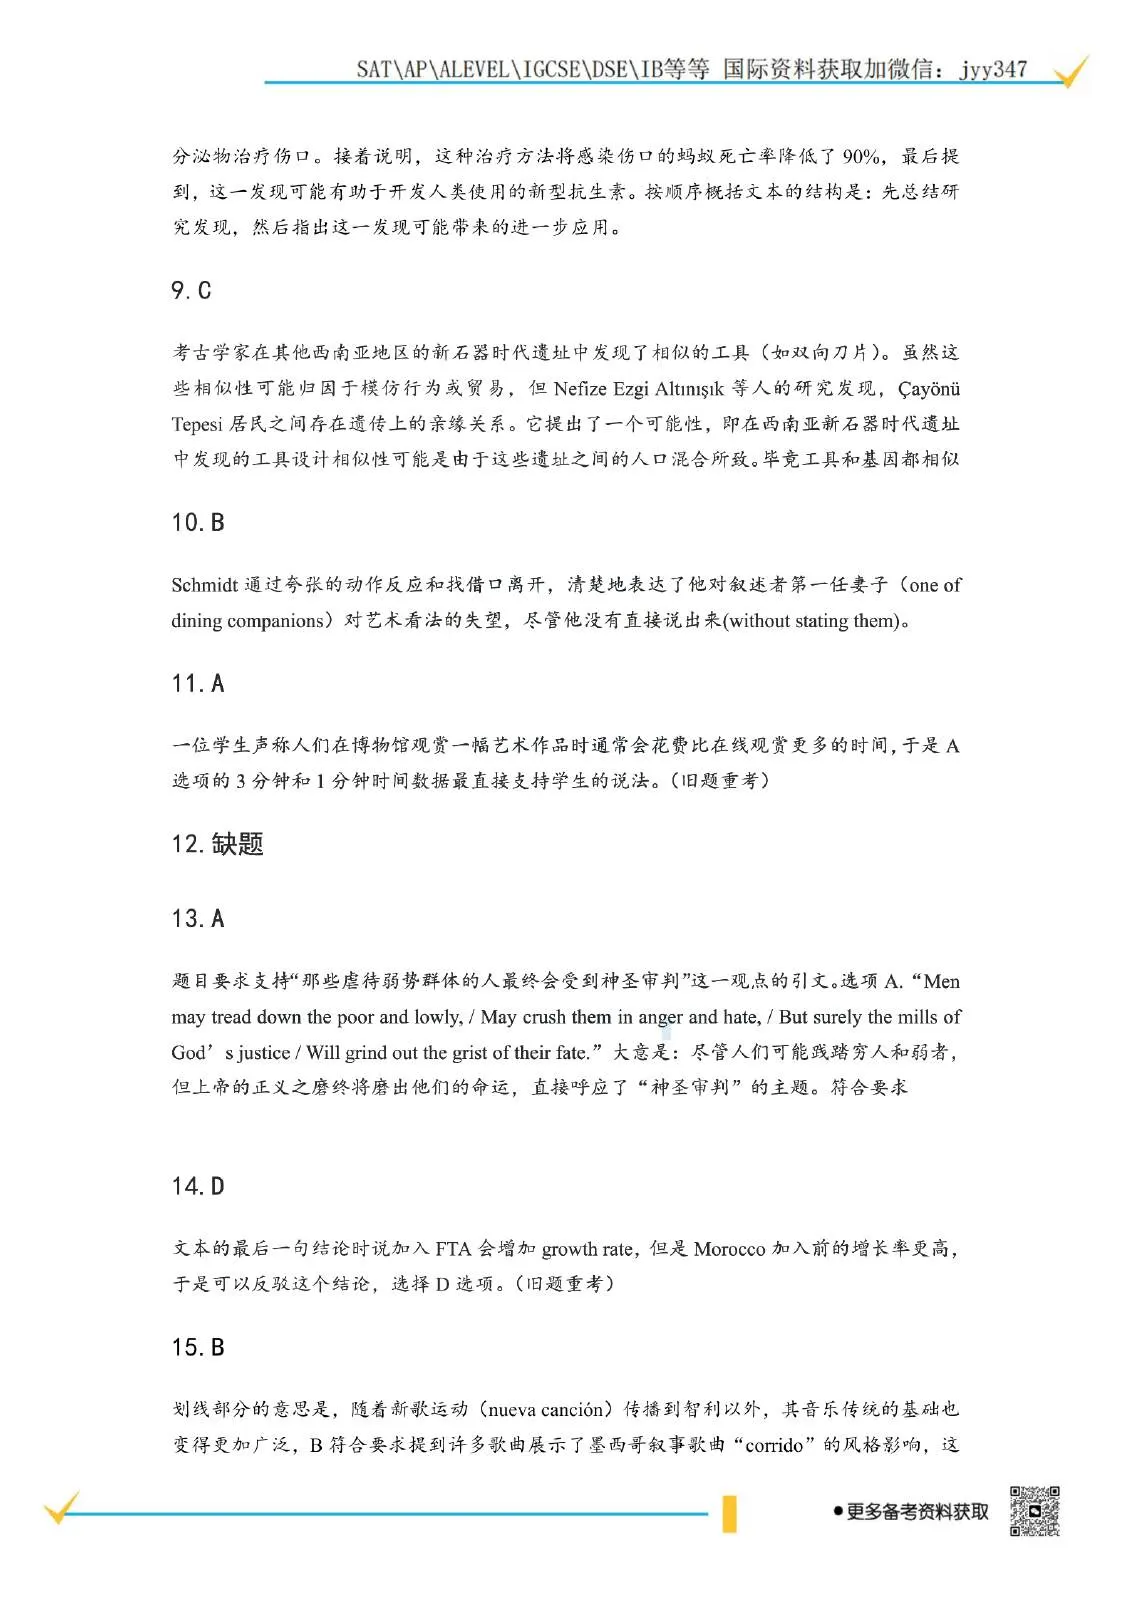 SAT\AP\ALEVEL\IGCSE\DSE\IB等等 国际资料获取加微信：jyy347
分泌物治疗伤口。接着说明，这种治疗方法将感染伤口的蚂蚁死亡率降低了 90%，最后提
到，这一发现可能有助于开发人类使用的新型抗生素。按顺序概括文本的结构是：先总结研
究发现，然后指出这一发现可能带来的进一步应用。
9. C
考古学家在其他西南亚地区的新石器时代遗址中发现了相似的工具（如双向刀片）。虽然这
些相似性可能归因于模仿行为或贸易，但 Nefize Ezgi Altınışık 等人的研究发现，Çayönü
Tepesi 居民之间存在遗传上的亲缘关系。它提出了一个可能性，即在西南亚新石器时代遗址
中发现的工具设计相似性可能是由于这些遗址之间的人口混合所致。毕竟工具和基因都相似
10. B
Schmidt 通过夸张的动作反应和找借口离开，清楚地表达了他对叙述者第一任妻子（one of
dining companions）对艺术看法的失望，尽管他没有直接说出来(without stating them)。
11. A
一位学生声称人们在博物馆观赏一幅艺术作品时通常会花费比在线观赏更多的时间，于是 A
选项的 3 分钟和 1 分钟时间数据最直接支持学生的说法。（旧题重考）
12. 缺题
13. A
题目要求支持“那些虐待弱势群体的人最终会受到神圣审判”这一观点的引文。选项 A. “Men
may tread down the poor and lowly, / May crush them in anger and hate, / But surely the mills of
God’s justice / Will grind out the grist of their fate.” 大意是：尽管人们可能践踏穷人和弱者，
但上帝的正义之磨终将磨出他们的命运，直接呼应了“神圣审判”的主题。符合要求
14. D
文本的最后一句结论时说加入 FTA 会增加 growth rate，但是 Morocco 加入前的增长率更高，
于是可以反驳这个结论，选择 D 选项。（旧题重考）
15. B
划线部分的意思是，随着新歌运动（nueva canción）传播到智利以外，其音乐传统的基础也
变得更加广泛，B 符合要求提到许多歌曲展示了墨西哥叙事歌曲“corrido”的风格影响，这
●更多备考资料获取